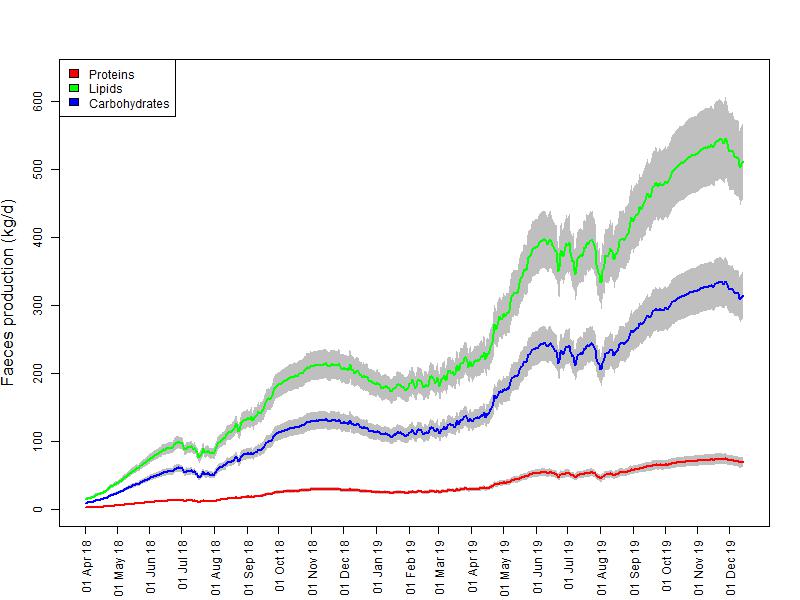 Proteins
Lipids
Carbohydrates
Faeces production (kg/d)
600
500
400
300
200
100
0
01 Apr 18
01 May 18
01 Jun 18
01 Jul 18
01 Aug 18
01 Sep 18
01 Oct 18
01 Nov 18
01 Dec 18
01 Jan 19
01 Feb 19
01 Mar 19
01 Apr 19
01 May 19
01 Jun 19
01 Jul 19
01 Aug 19
01 Sep 19
01 Oct 19
01 Nov 19
01 Dec 19